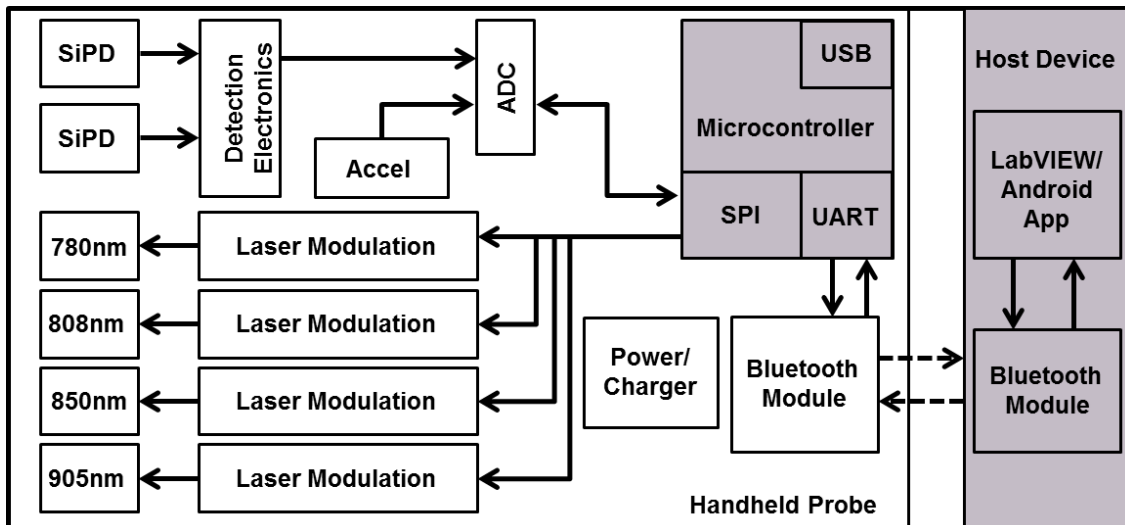 SiPD
SiPD
Detection
Electronics
Accel
ADC
USB
Microcontroller
SPI
UART
Host Device
LabVIEW/
Android
App
780nm
Laser Modulation
808nm
Laser Modulation
850nm
Laser Modulation
905nm
Laser Modulation
Power/
Charger
Bluetooth
Module
Bluetooth
Module
Handheld Probe